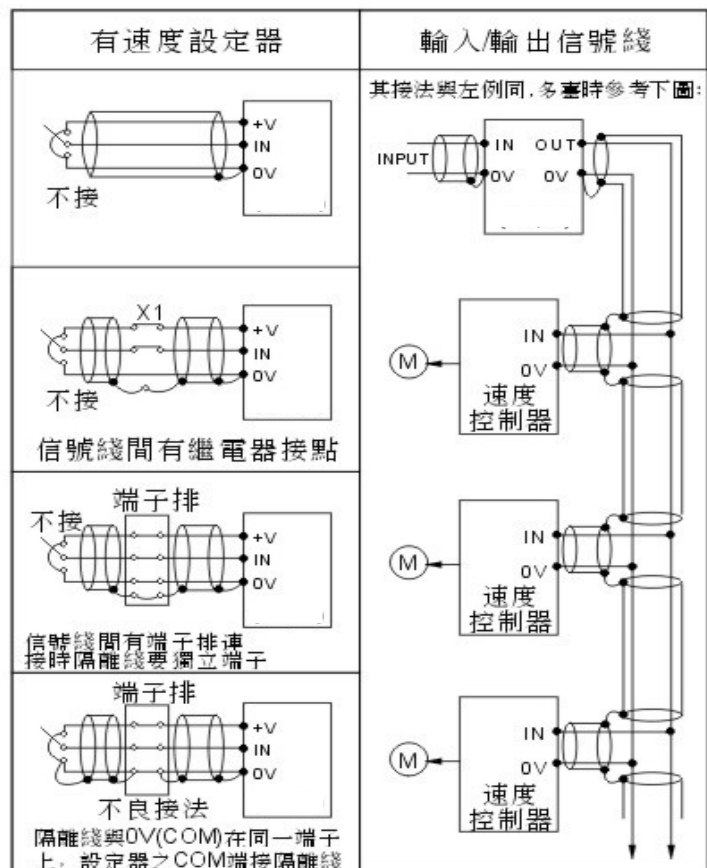 有速度設定器
+V
IN
0V
不接
X1
+V
IN
0V
不接
信號綫間有繼電器接點
端子排
不接
+V
IN
0V
信號綫間有端子排連
接時隔離綫要獨立端子
端子排
+V
IN
0V
不良接法
隔離綫與0V(COM)在同一端子
上，設定器之COM端接隔離綫
輸入/輸出信號綫
其接法與左例同,多臺時參考下圖:
INPUT
IN OUT
0V 0V
IN
0V
M
速度
控制器
IN
0V
M
速度
控制器
IN
0V
M
速度
控制器